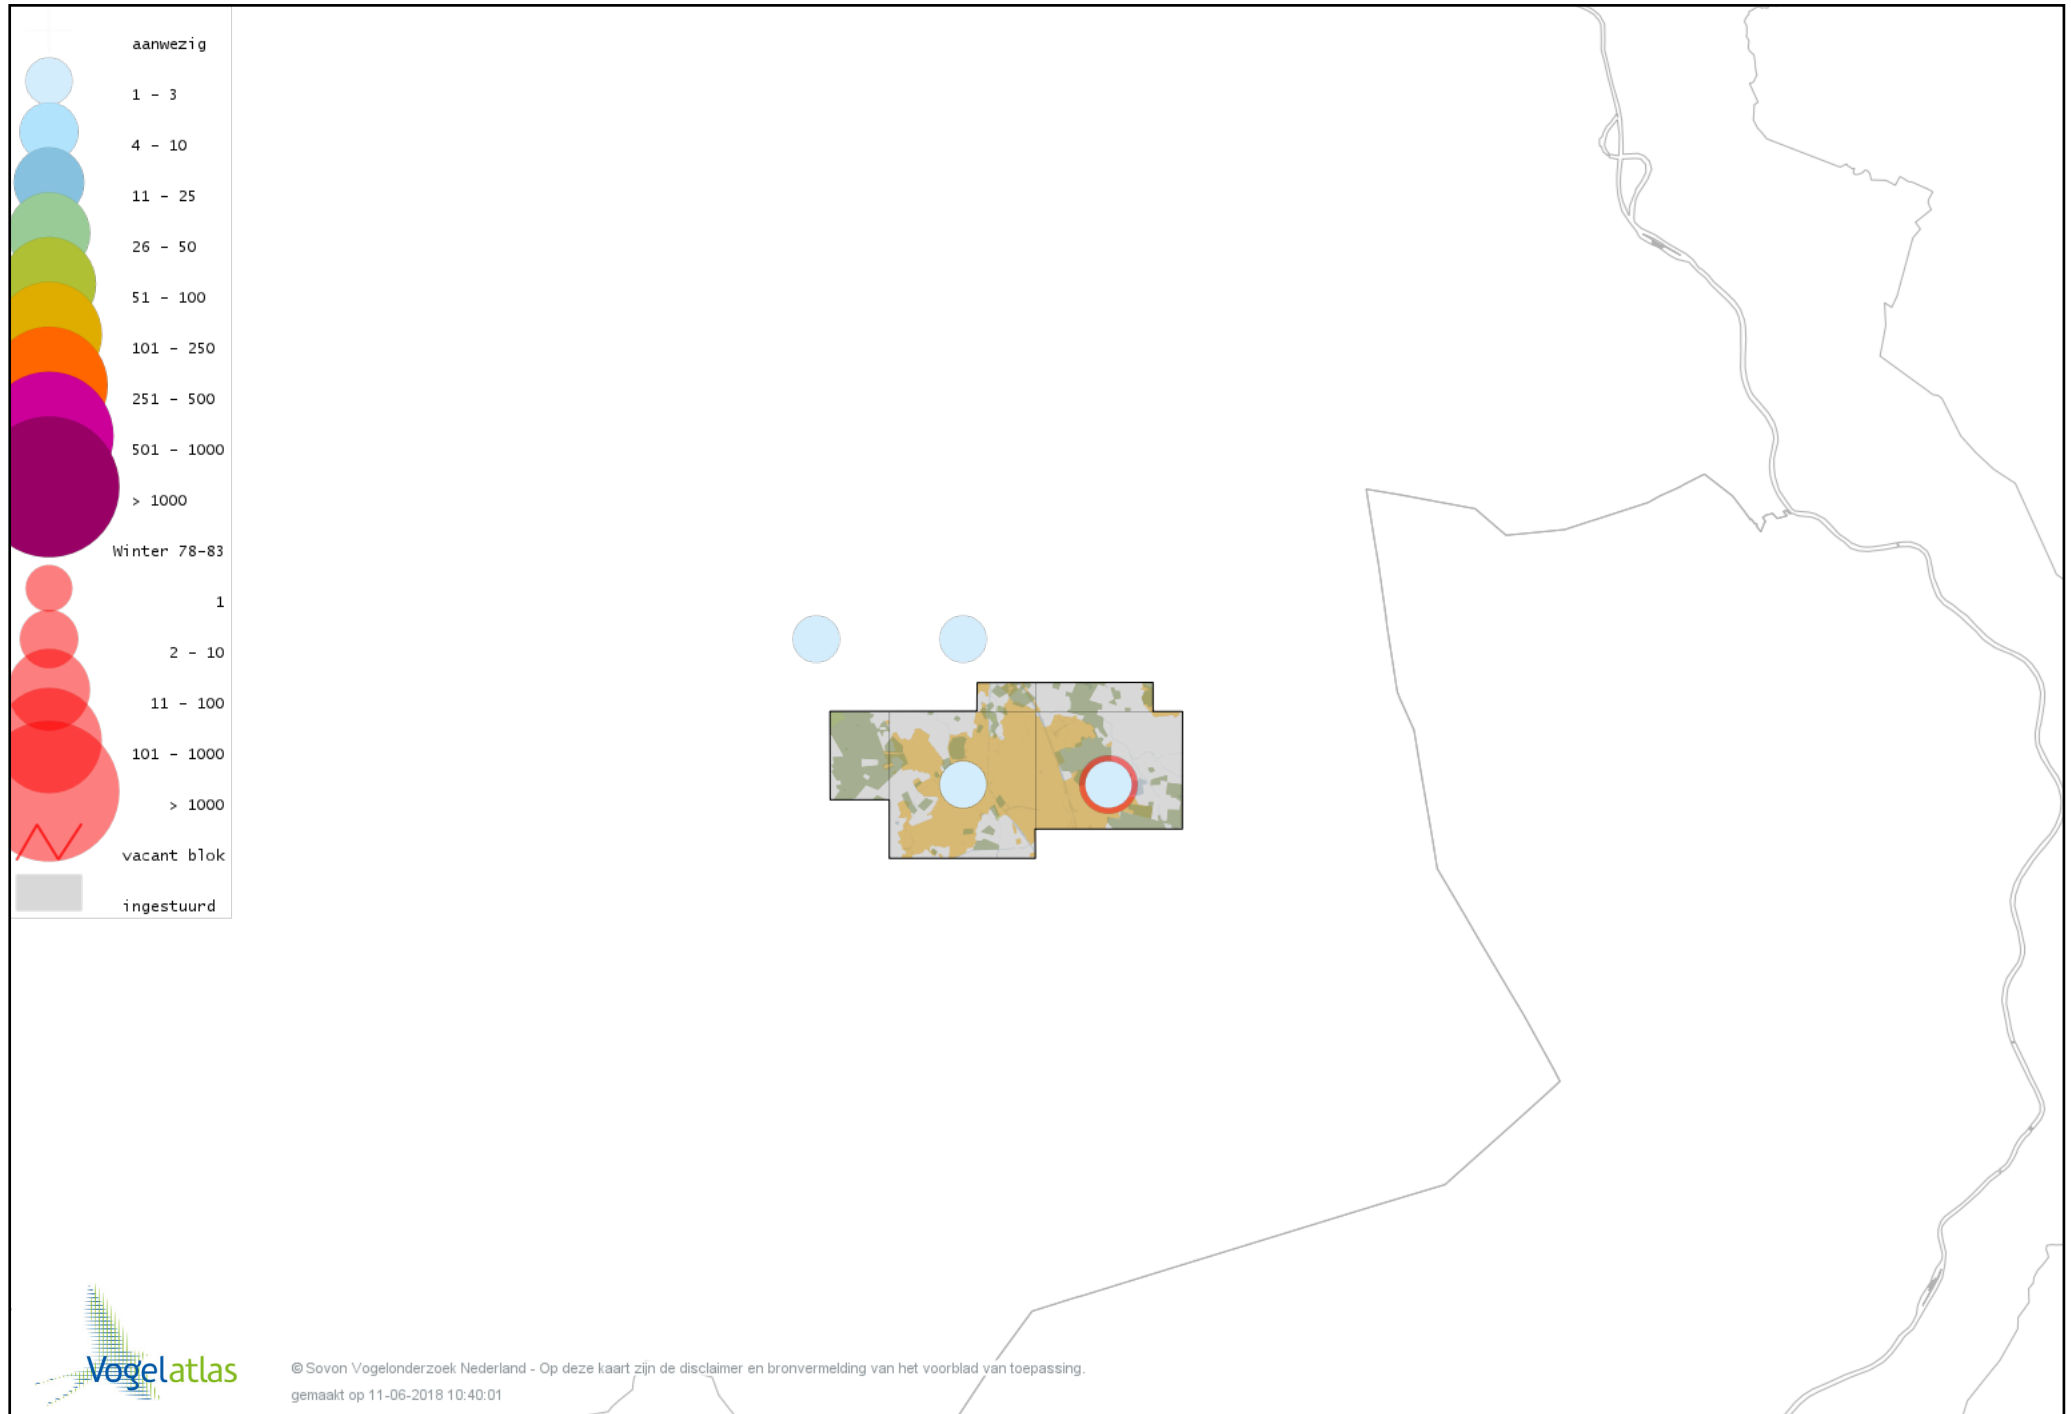 aanwezig
1 - 3
4 - 10
11 - 25
26 - 50
51 - 100
101 - 250
251 - 500
501 - 1000
> 1000
Winter 78-83
1
2 - 10
11 - 100
101 - 1000
> 1000
vacant blok
ingestuurd
Vogelatlas
© Sovon Vogelonderzoek Nederland - Op deze kaart zijn de disclaimer en bronvermelding van het voorblad van toepassing.
gemaakt op 11-06-2018 10:40:01